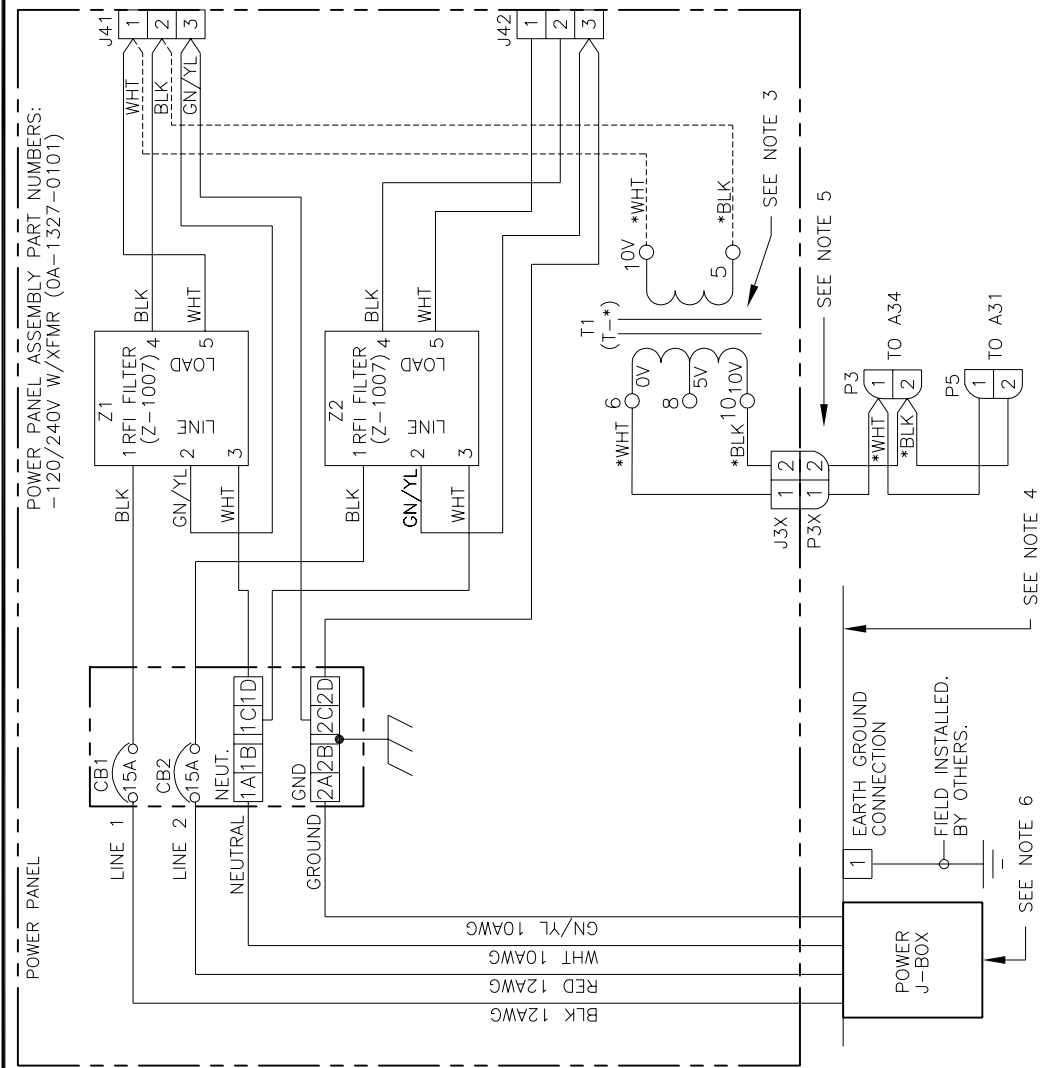 POWER PANEL ASSEMBLY PART NUMBERS:
-120/240V W/XFMR (0A-1327-0101)
POWER PANEL
J41
1
2
3
WHT
BLK
GN/YL
J42
1
2
3
BLK
WHT
Z1
1 RFI FILTER 4
(Z-1007)
2 LINE
LOAD
5
3
BLK
GN/YL
WHT
BLK
WHT
Z2
1 RFI FILTER 4
(Z-1007)
2 LINE
LOAD
5
3
BLK
GN/YL
WHT
10V
*WHT
*BLK
5
SEE NOTE 3
T1
(T-*)
6
0V
8
5V
10
10V
*WHT
*BLK
SEE NOTE 5
J3X
1
2
P3X
1
2
P3
1
2
TO A34
*WHT
*BLK
P5
1
2
TO A31
CB1
15A
CB2
15A
NEUT.
1A
1B
1C
1D
GND
2A
2B
2C
2D
LINE 1
LINE 2
NEUTRAL
GROUND
GN/YL 10AWG
WHT 10AWG
RED 12AWG
BLK 12AWG
POWER
J-BOX
1
EARTH GROUND
CONNECTION
FIELD INSTALLED.
BY OTHERS.
SEE NOTE 4
SEE NOTE 6